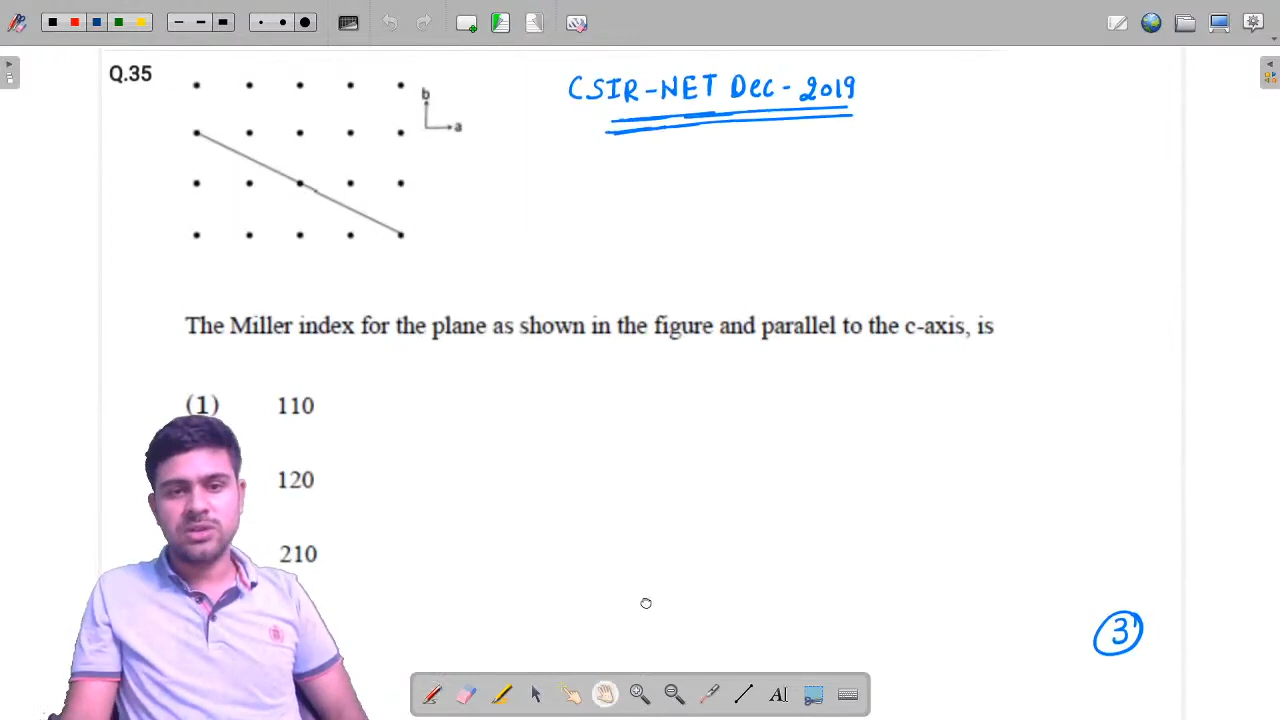 Q.35
CSIR-NET Dec-2019
b
a
The Miller index for the plane as shown in the figure and parallel to the c-axis, is
(1) 110
120
210
3
AI